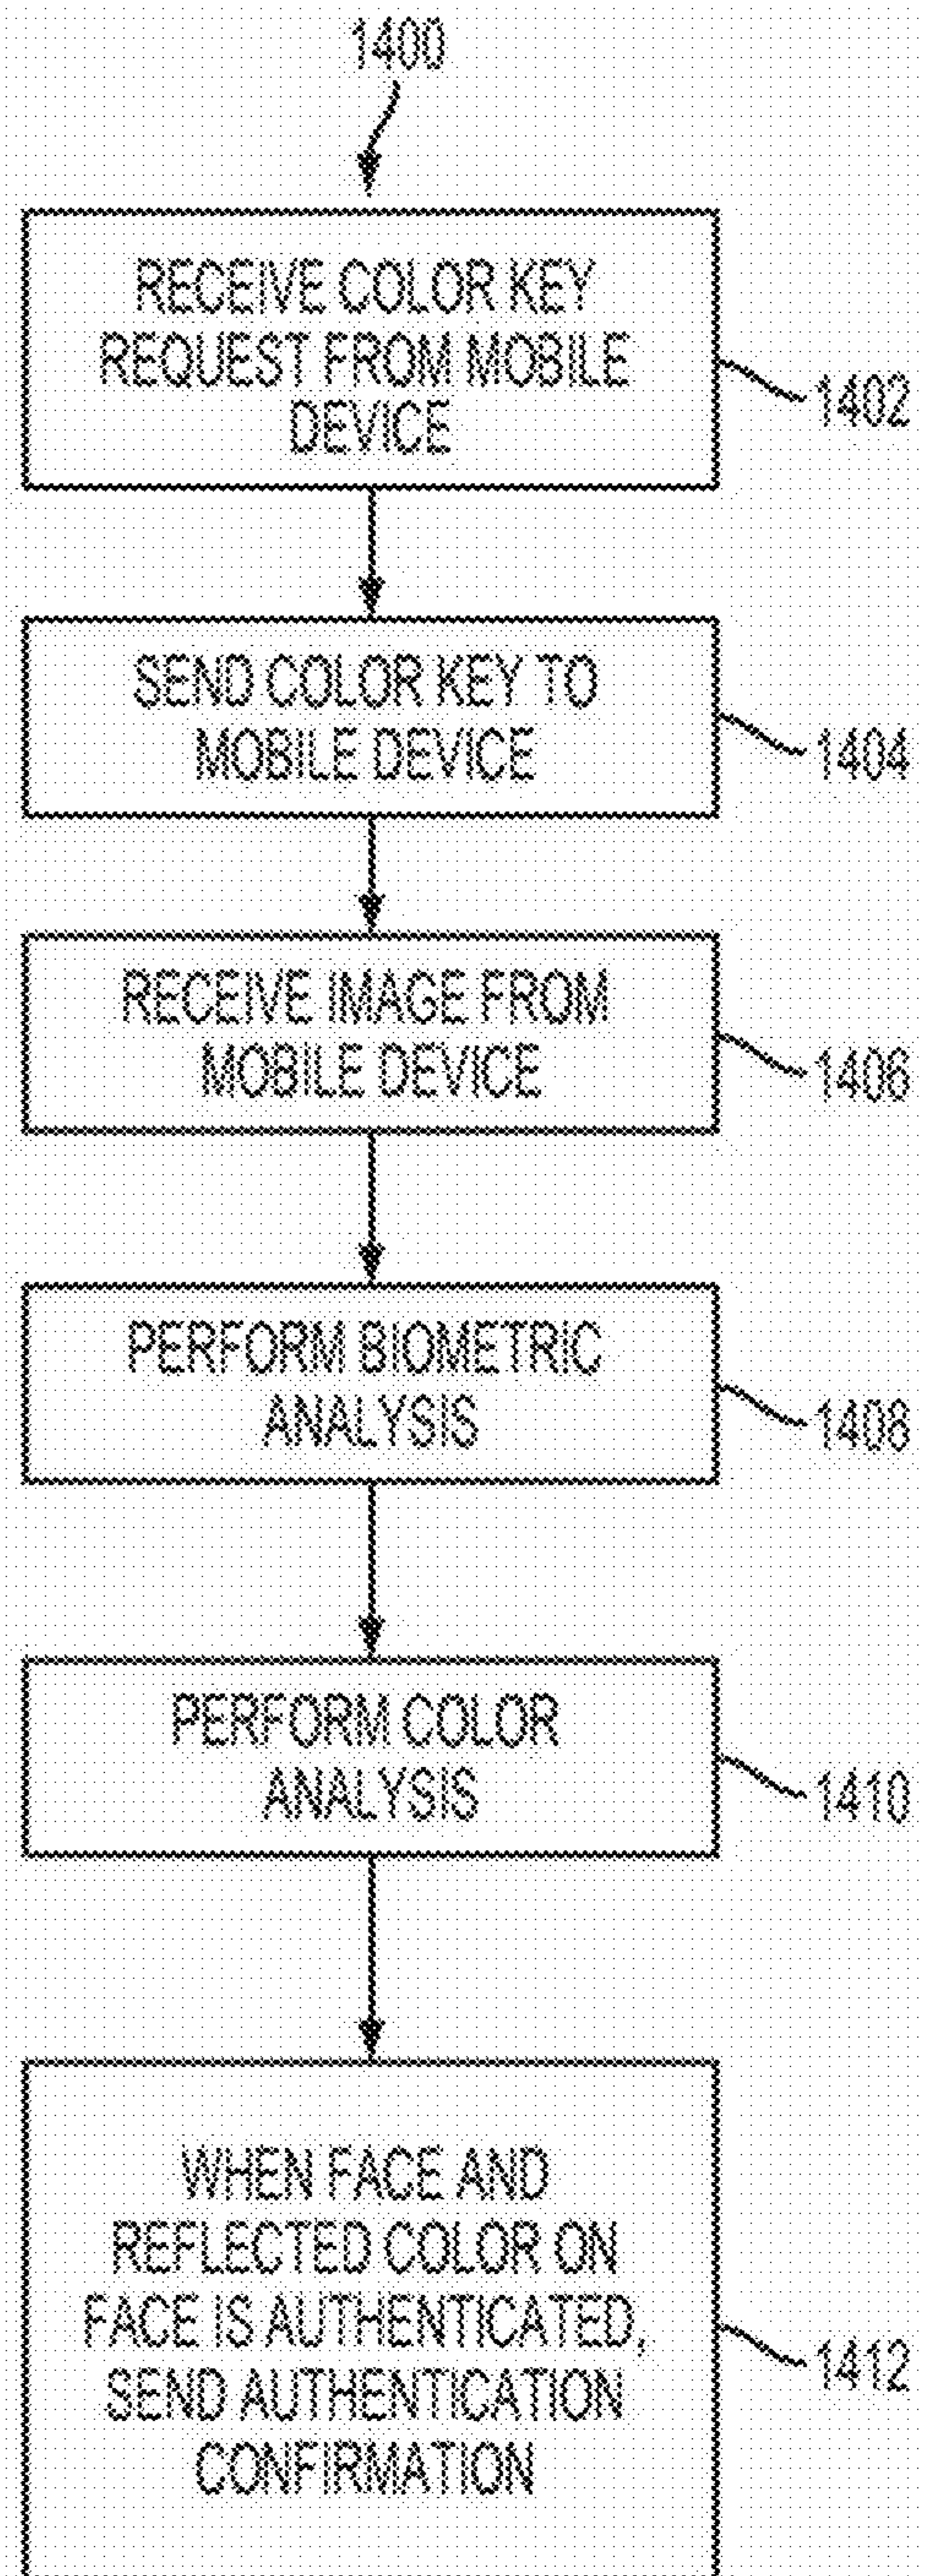 1400
RECEIVE COLOR KEY
REQUEST FROM MOBILE
DEVICE
1402
SEND COLOR KEY TO
MOBILE DEVICE
1404
RECEIVE IMAGE FROM
MOBILE DEVICE
1406
PERFORM BIOMETRIC
ANALYSIS
1408
PERFORM COLOR
ANALYSIS
1410
WHEN FACE AND
REFLECTED COLOR ON
FACE IS AUTHENTICATED,
SEND AUTHENTICATION
CONFIRMATION
1412